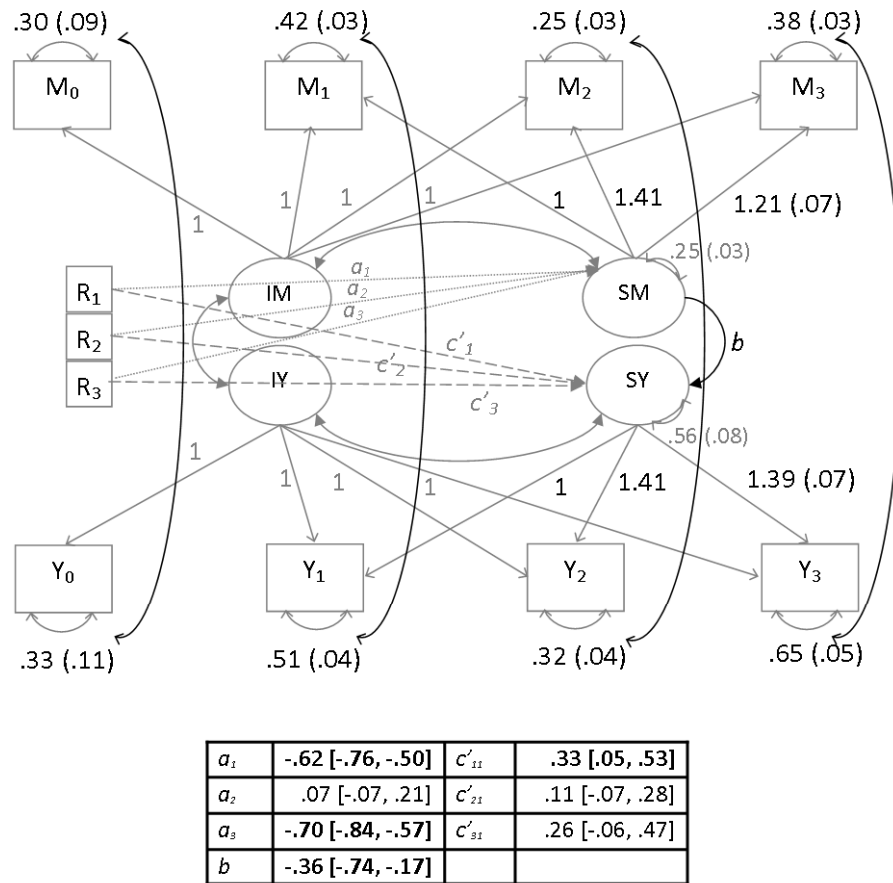 .30 (.09) .42 (.03) .25 (.03) .38 (.03)
M₀ M₁ M₂ M₃
1 1 1 1 1 1.41 1.21 (.07)
.25 (.03)
R₁ a₁ IM SM
R₂ a₂
a₃ b
R₃ c'₁
c'₂ IY SY
c'₃
.56 (.08)
1 1 1 1 1 1.41 1.39 (.07)
Y₀ Y₁ Y₂ Y₃
.33 (.11) .51 (.04) .32 (.04) .65 (.05)
a₁ -.62 [-.76, -.50] c'₁₁ .33 [.05, .53]
a₂ .07 [-.07, .21] c'₂₁ .11 [-.07, .28]
a₃ -.70 [-.84, -.57] c'₃₁ .26 [-.06, .47]
b -.36 [-.74, -.17]